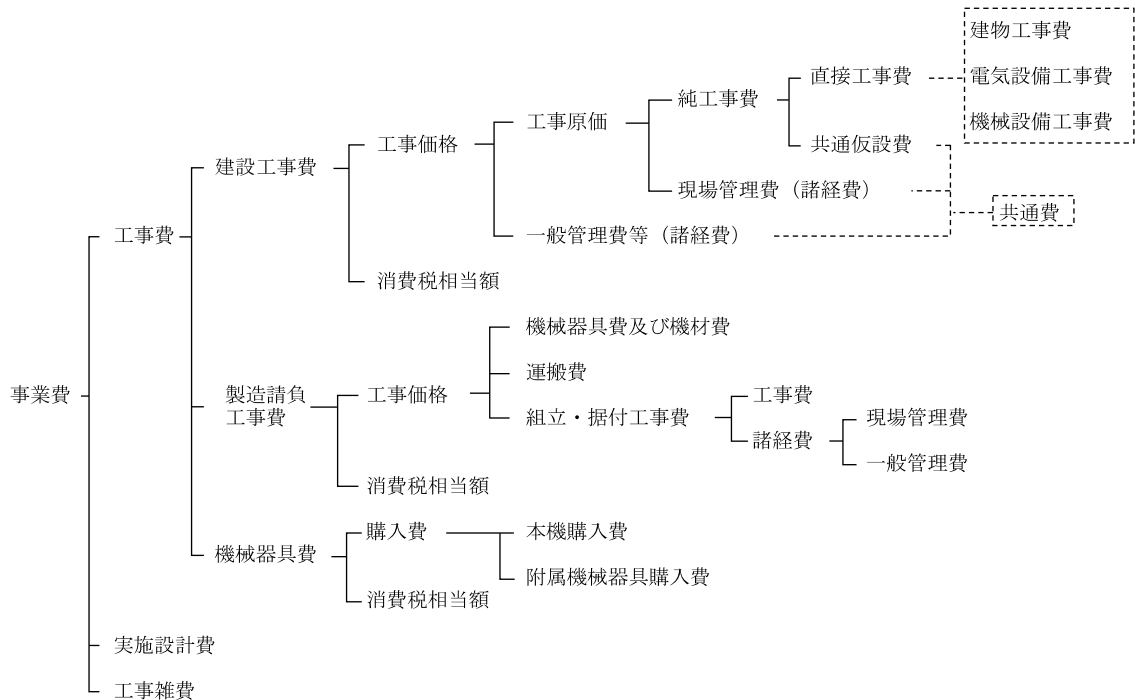 建物工事費
直接工事費
電気設備工事費
純工事費
工事原価
機械設備工事費
工事価格
共通仮設費
建設工事費
現場管理費（諸経費）
共通費
工事費
一般管理費等（諸経費）
消費税相当額
機械器具費及び機材費
運搬費
事業費
製造請負
工事費
工事価格
工事費
組立・据付工事費
現場管理費
諸経費
一般管理費
消費税相当額
購入費
本機購入費
機械器具費
附属機械器具購入費
消費税相当額
実施設計費
工事雑費